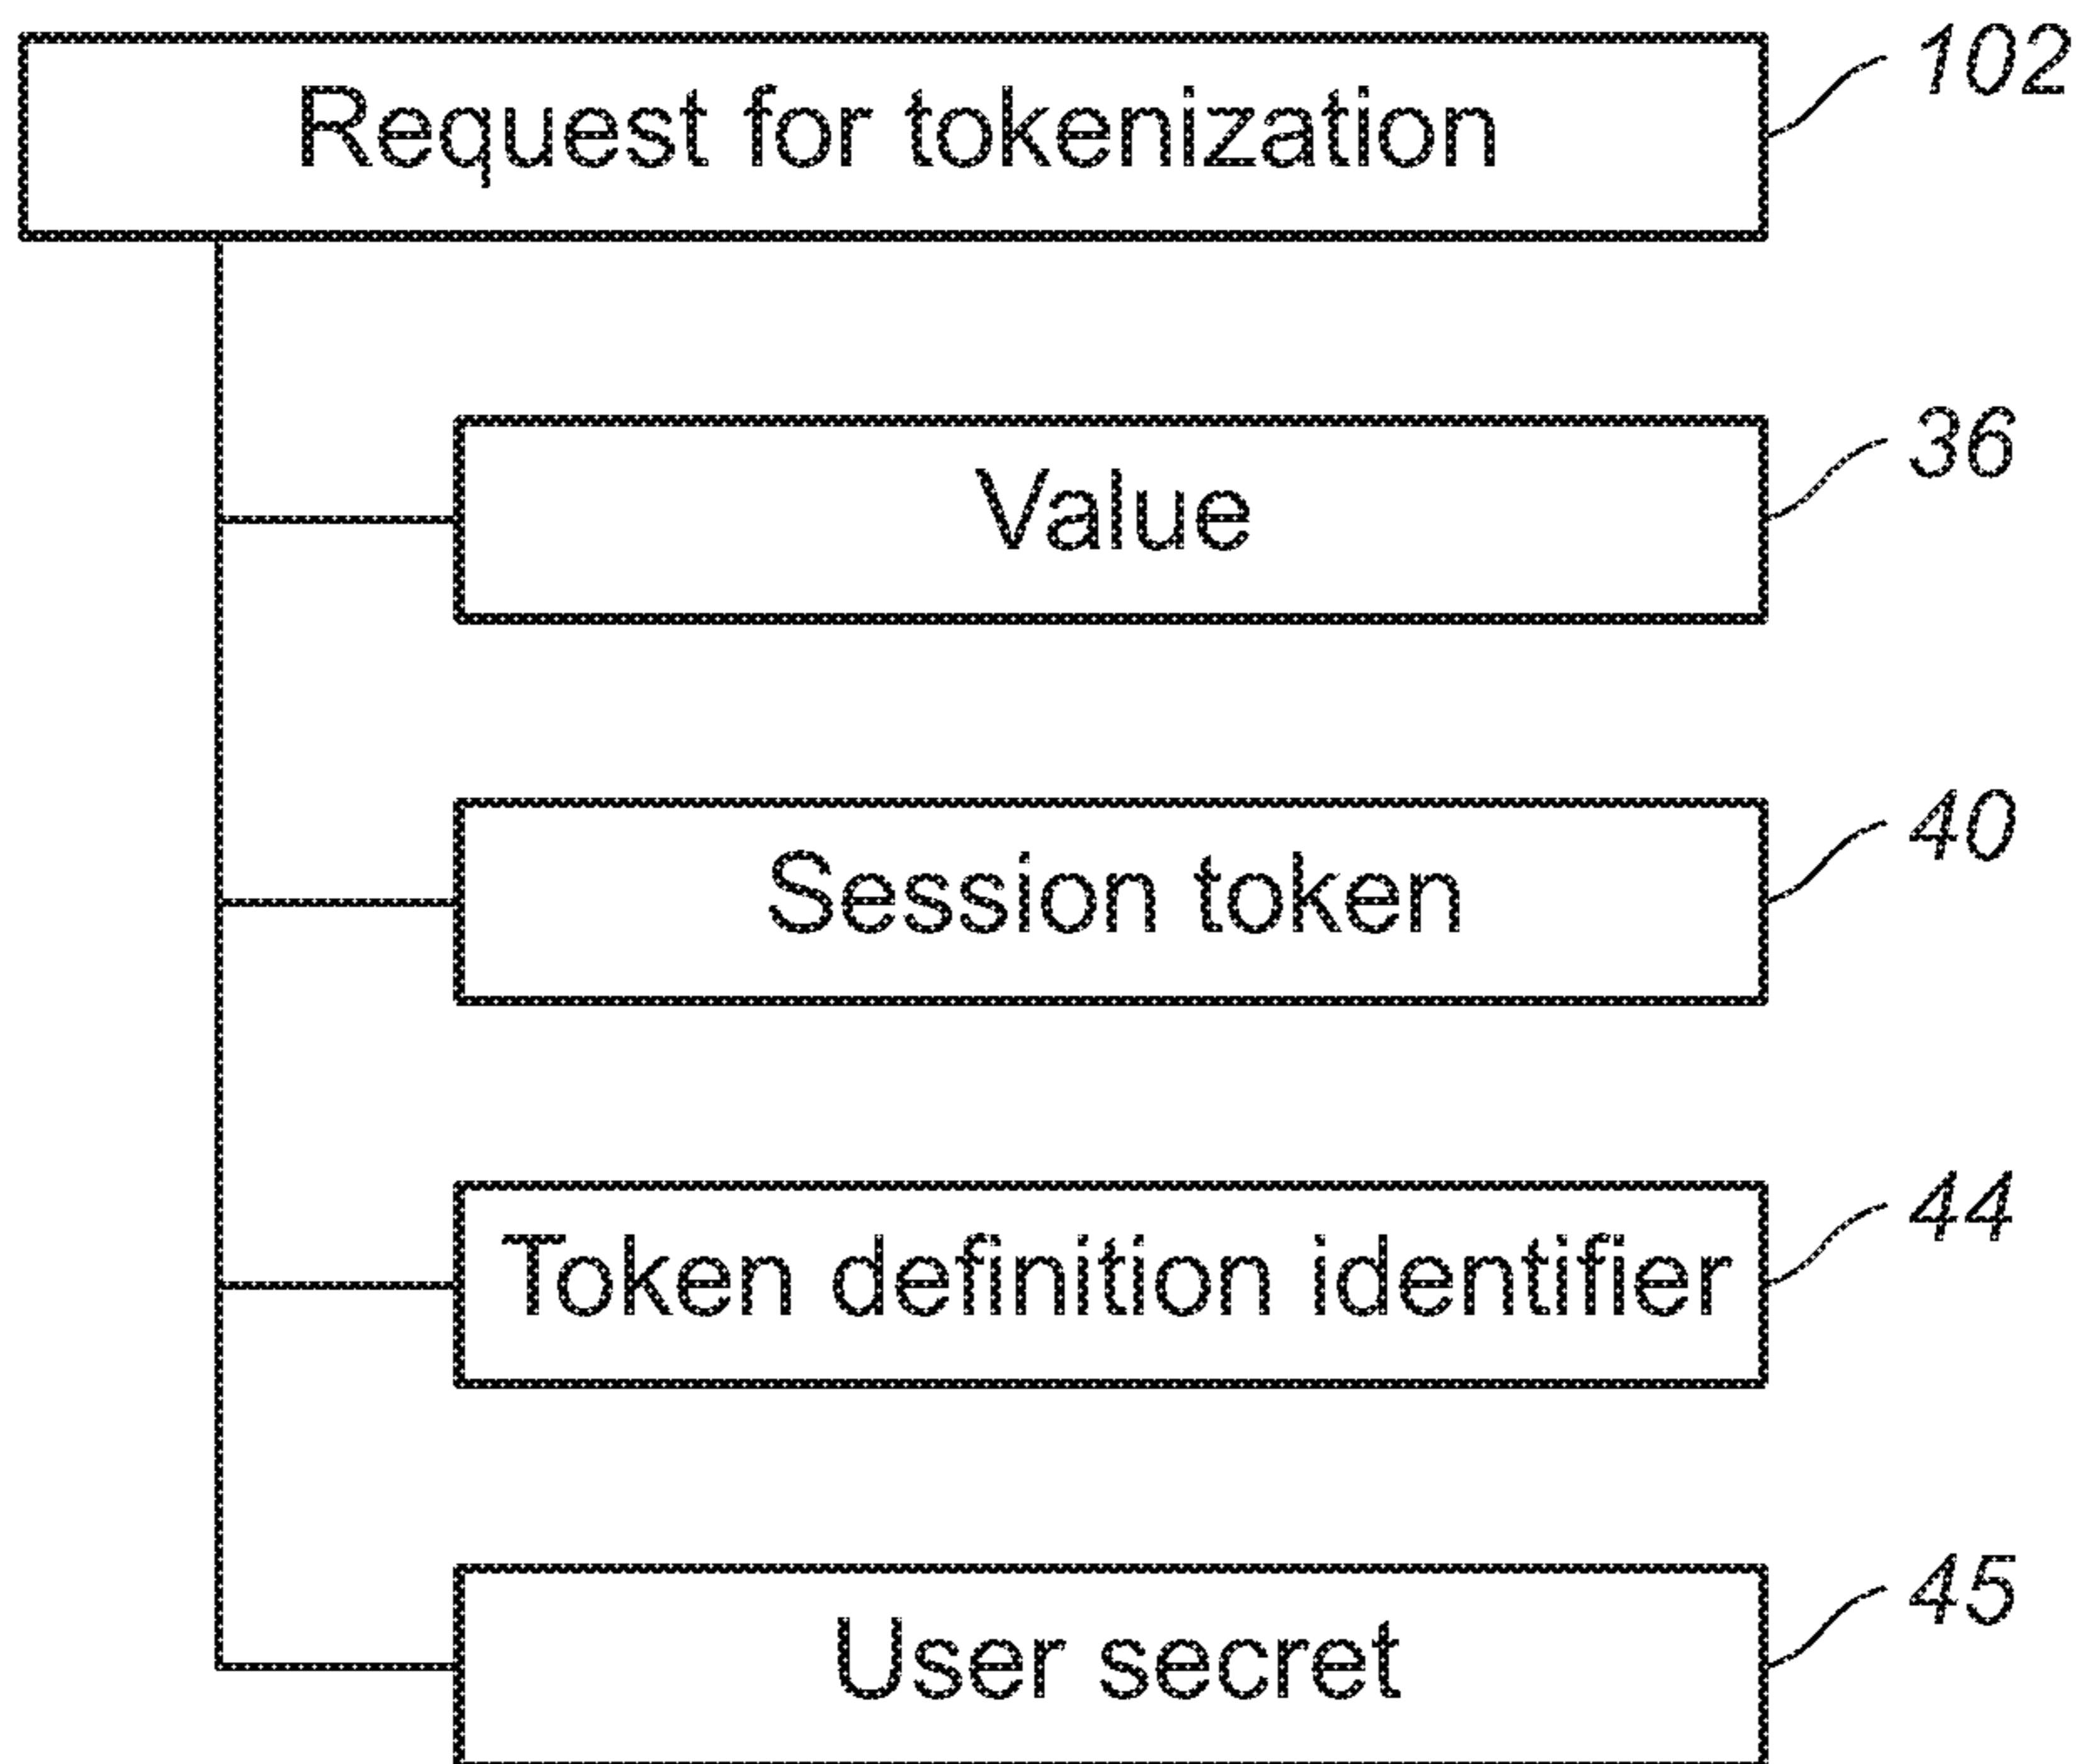 Request for tokenization 102
Value 36
Session token 40
Token definition identifier 44
User secret 45